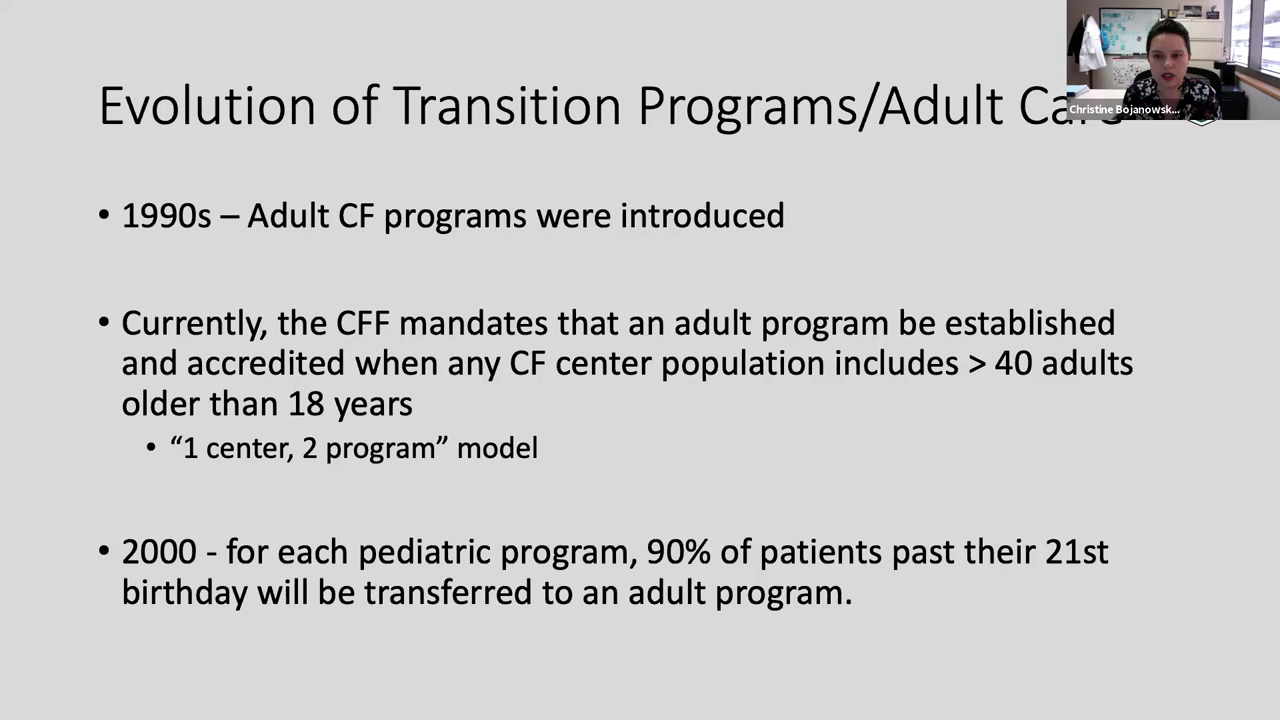 Evolution of Transition Programs/Adult Care
Christine Bojanowsk...
• 1990s – Adult CF programs were introduced
• Currently, the CFF mandates that an adult program be established
and accredited when any CF center population includes > 40 adults
older than 18 years
• “1 center, 2 program” model
• 2000 - for each pediatric program, 90% of patients past their 21st
birthday will be transferred to an adult program.